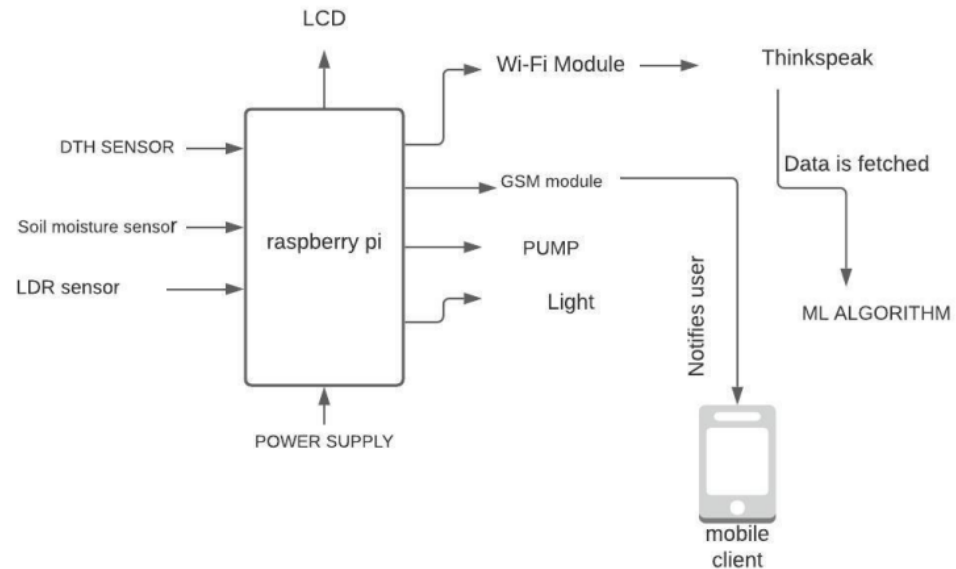 LCD
Wi-Fi Module
Thinkspeak
DTH SENSOR
Data is fetched
GSM module
Soil moisture sensor
raspberry pi
PUMP
LDR sensor
Light
Notifies user
ML ALGORITHM
POWER SUPPLY
mobile
client